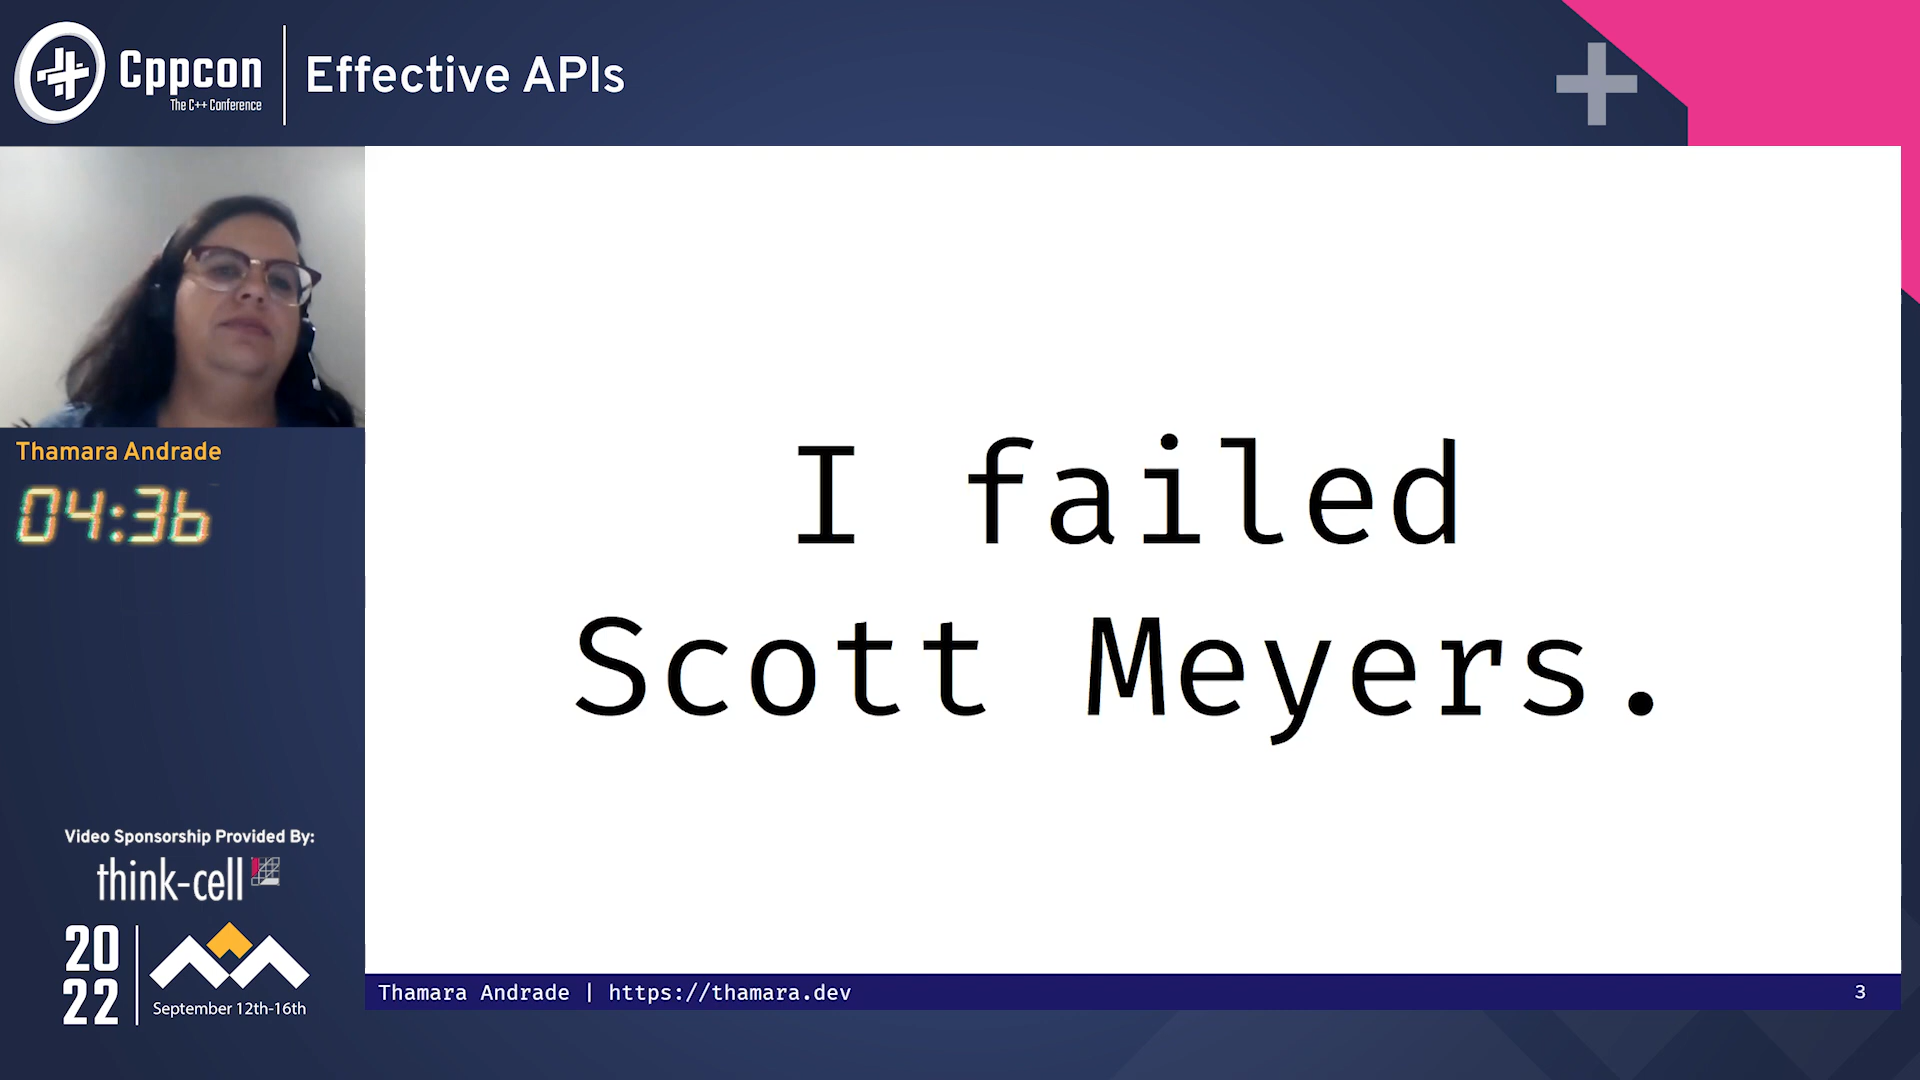 Cppcon
The C++ Conference
Effective APIs
Thamara Andrade
04:36
I failed
Scott Meyers.
Video Sponsorship Provided By:
think-cell
20
22
September 12th-16th
Thamara Andrade | https://thamara.dev
3